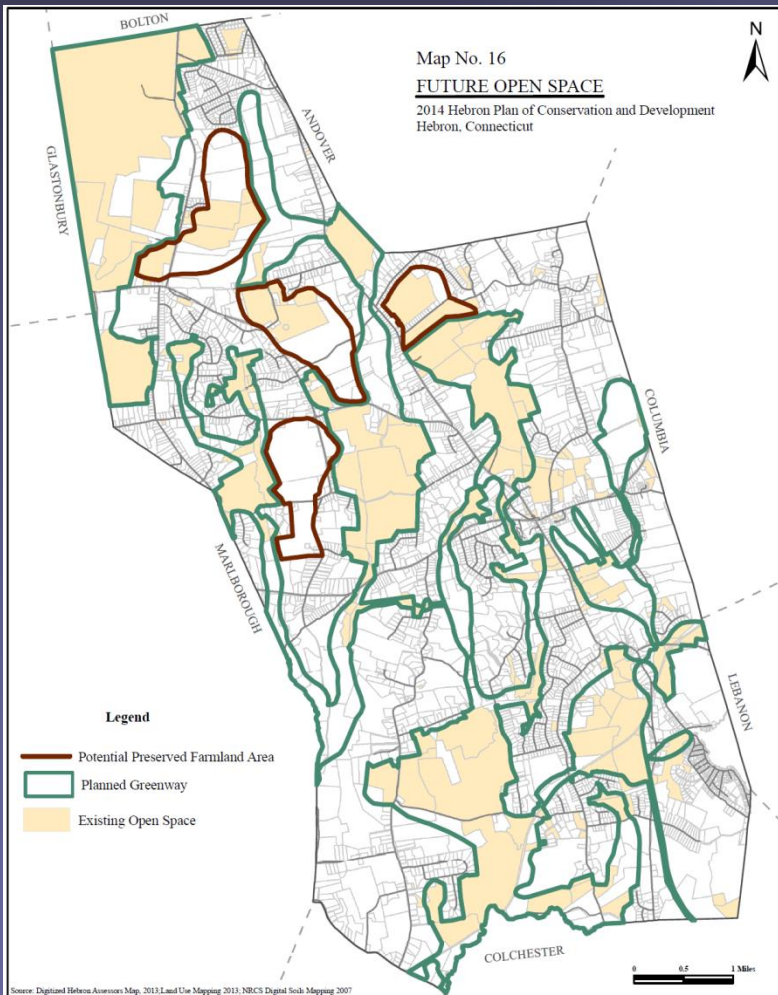 BOLTON
N
Map No. 16
FUTURE OPEN SPACE
2014 Hebron Plan of Conservation and Development
Hebron, Connecticut
ANDOVER
GLASTONBURY
COLUMBIA
MARLBOROUGH
LEBANON
Legend
Potential Preserved Farmland Area
Planned Greenway
Existing Open Space
COLCHESTER
0 0.5 1 Miles
Source: Digitized Hebron Assessors Map, 2013;Land Use Mapping 2013; NRCS Digital Soils Mapping 2007